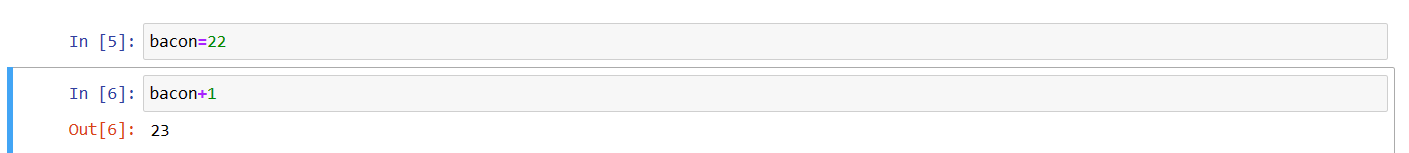 In [5]: bacon=22
In [6]: bacon+1
Out[6]: 23